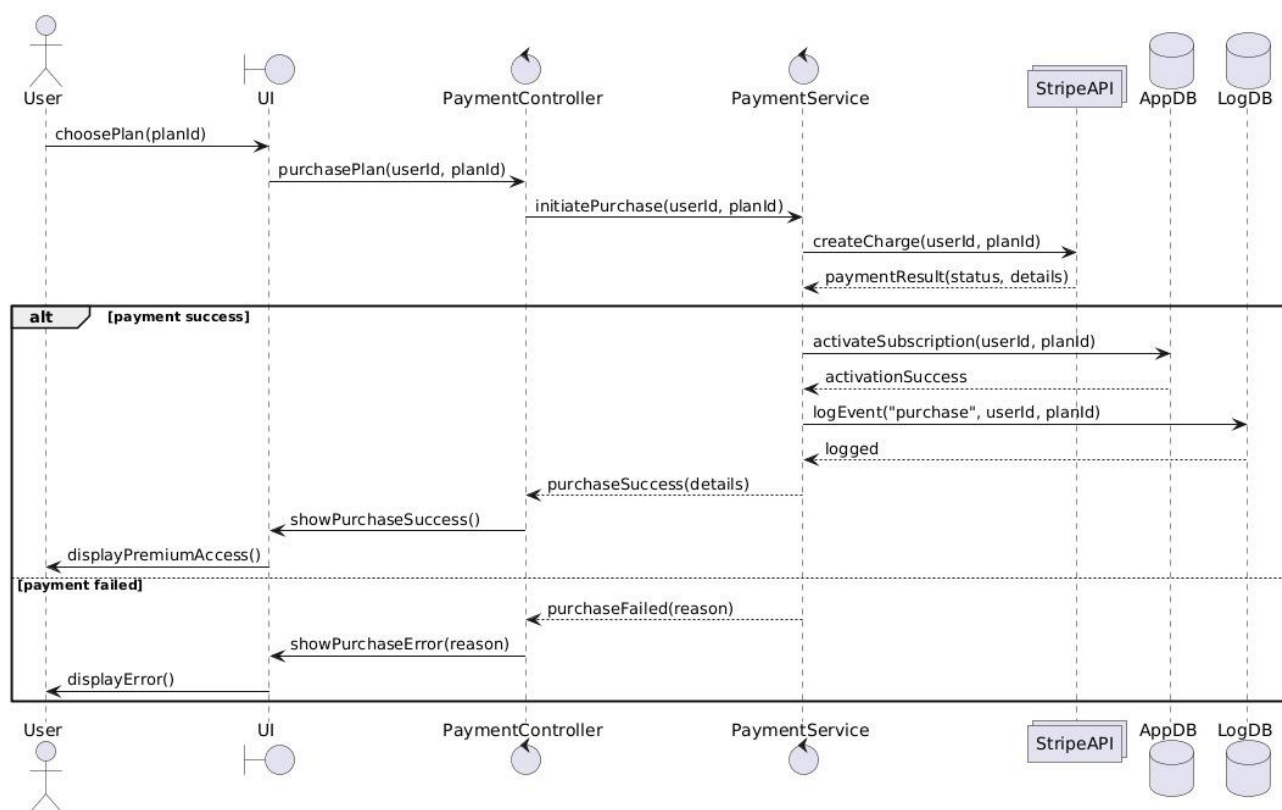 User
UI
PaymentController
PaymentService
StripeAPI
AppDB
LogDB
choosePlan(planId)
purchasePlan(userId, planId)
initiatePurchase(userId, planId)
createCharge(userId, planId)
paymentResult(status, details)
alt
[payment success]
activateSubscription(userId, planId)
activationSuccess
logEvent("purchase", userId, planId)
logged
purchaseSuccess(details)
showPurchaseSuccess()
displayPremiumAccess()
[payment failed]
purchaseFailed(reason)
showPurchaseError(reason)
displayError()
User
UI
PaymentController
PaymentService
StripeAPI
AppDB
LogDB